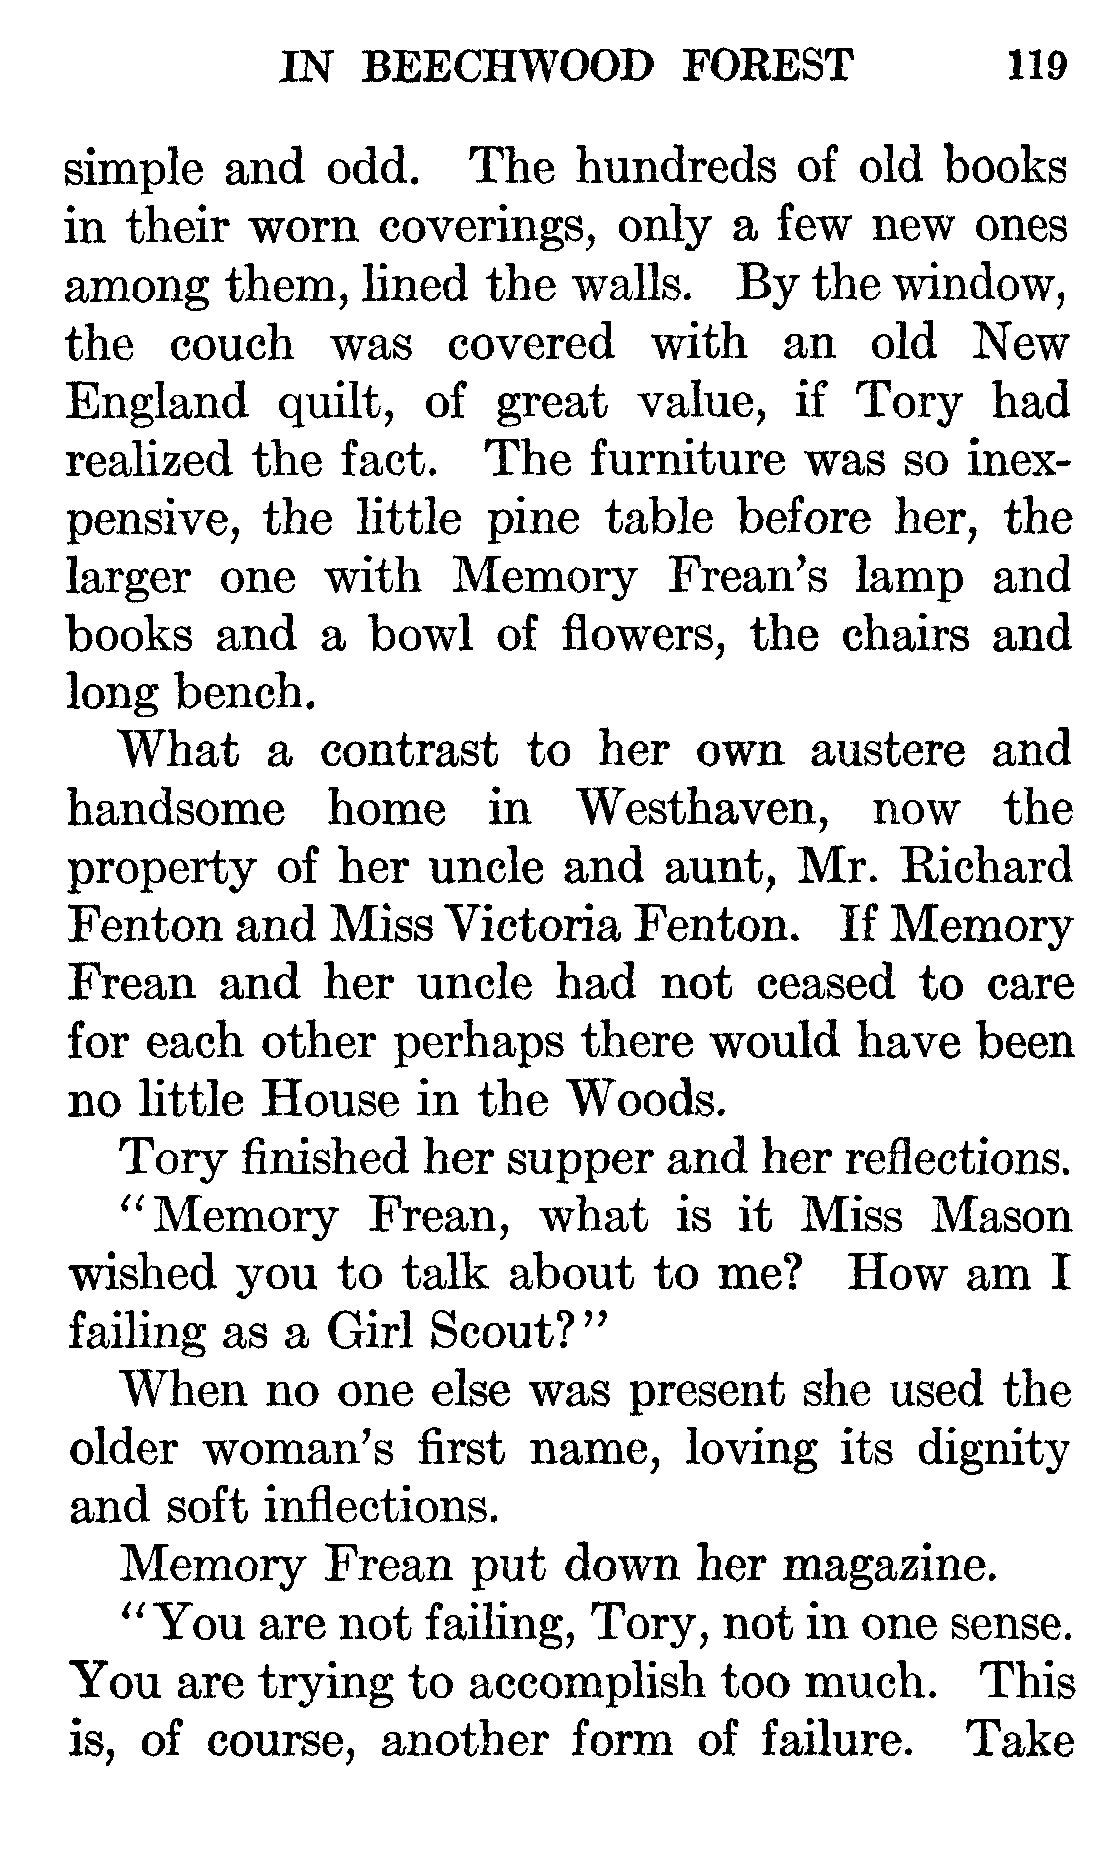 IN BEECHWOOD FOREST 119
simple and odd. The hundreds of old books
in their worn coverings, only a few new ones
among them, lined the walls. By the window,
the couch was covered with an old New
England quilt, of great value, if Tory had
realized the fact. The furniture was so inex-
pensive, the little pine table before her, the
larger one with Memory Frean's lamp and
books and a bowl of flowers, the chairs and
long bench.
What a contrast to her own austere and
handsome home in Westhaven, now the
property of her uncle and aunt, Mr. Richard
Fenton and Miss Victoria Fenton. If Memory
Frean and her uncle had not ceased to care
for each other perhaps there would have been
no little House in the Woods.
Tory finished her supper and her reflections.
"Memory Frean, what is it Miss Mason
wished you to talk about to me? How am I
failing as a Girl Scout?"
When no one else was present she used the
older woman's first name, loving its dignity
and soft inflections.
Memory Frean put down her magazine.
"You are not failing, Tory, not in one sense.
You are trying to accomplish too much. This
is, of course, another form of failure. Take